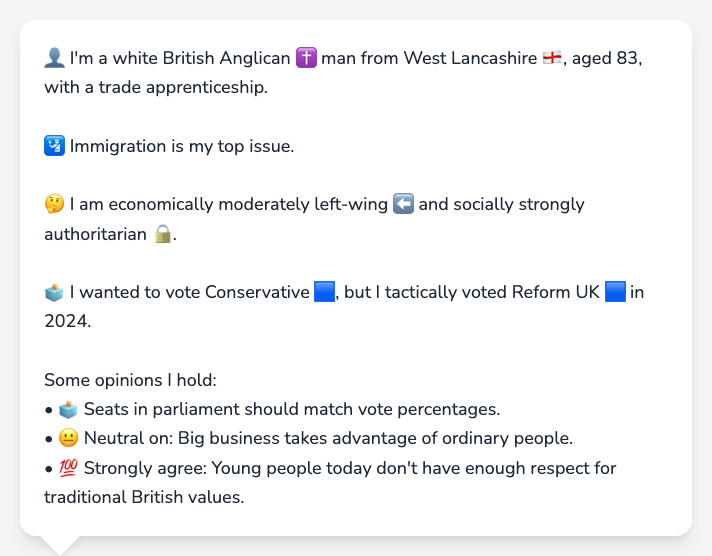 👤 I'm a white British Anglican ✝️ man from West Lancashire 🏴󠁧󠁢󠁥󠁮󠁧󠁿, aged 83,
with a trade apprenticeship.
🛂 Immigration is my top issue.
🤔 I am economically moderately left-wing ⬅️ and socially strongly
authoritarian 🔒.
🗳️ I wanted to vote Conservative 🟦, but I tactically voted Reform UK 🟦 in
2024.
Some opinions I hold:
• 🗳️ Seats in parliament should match vote percentages.
• 😐 Neutral on: Big business takes advantage of ordinary people.
• 💯 Strongly agree: Young people today don't have enough respect for
traditional British values.